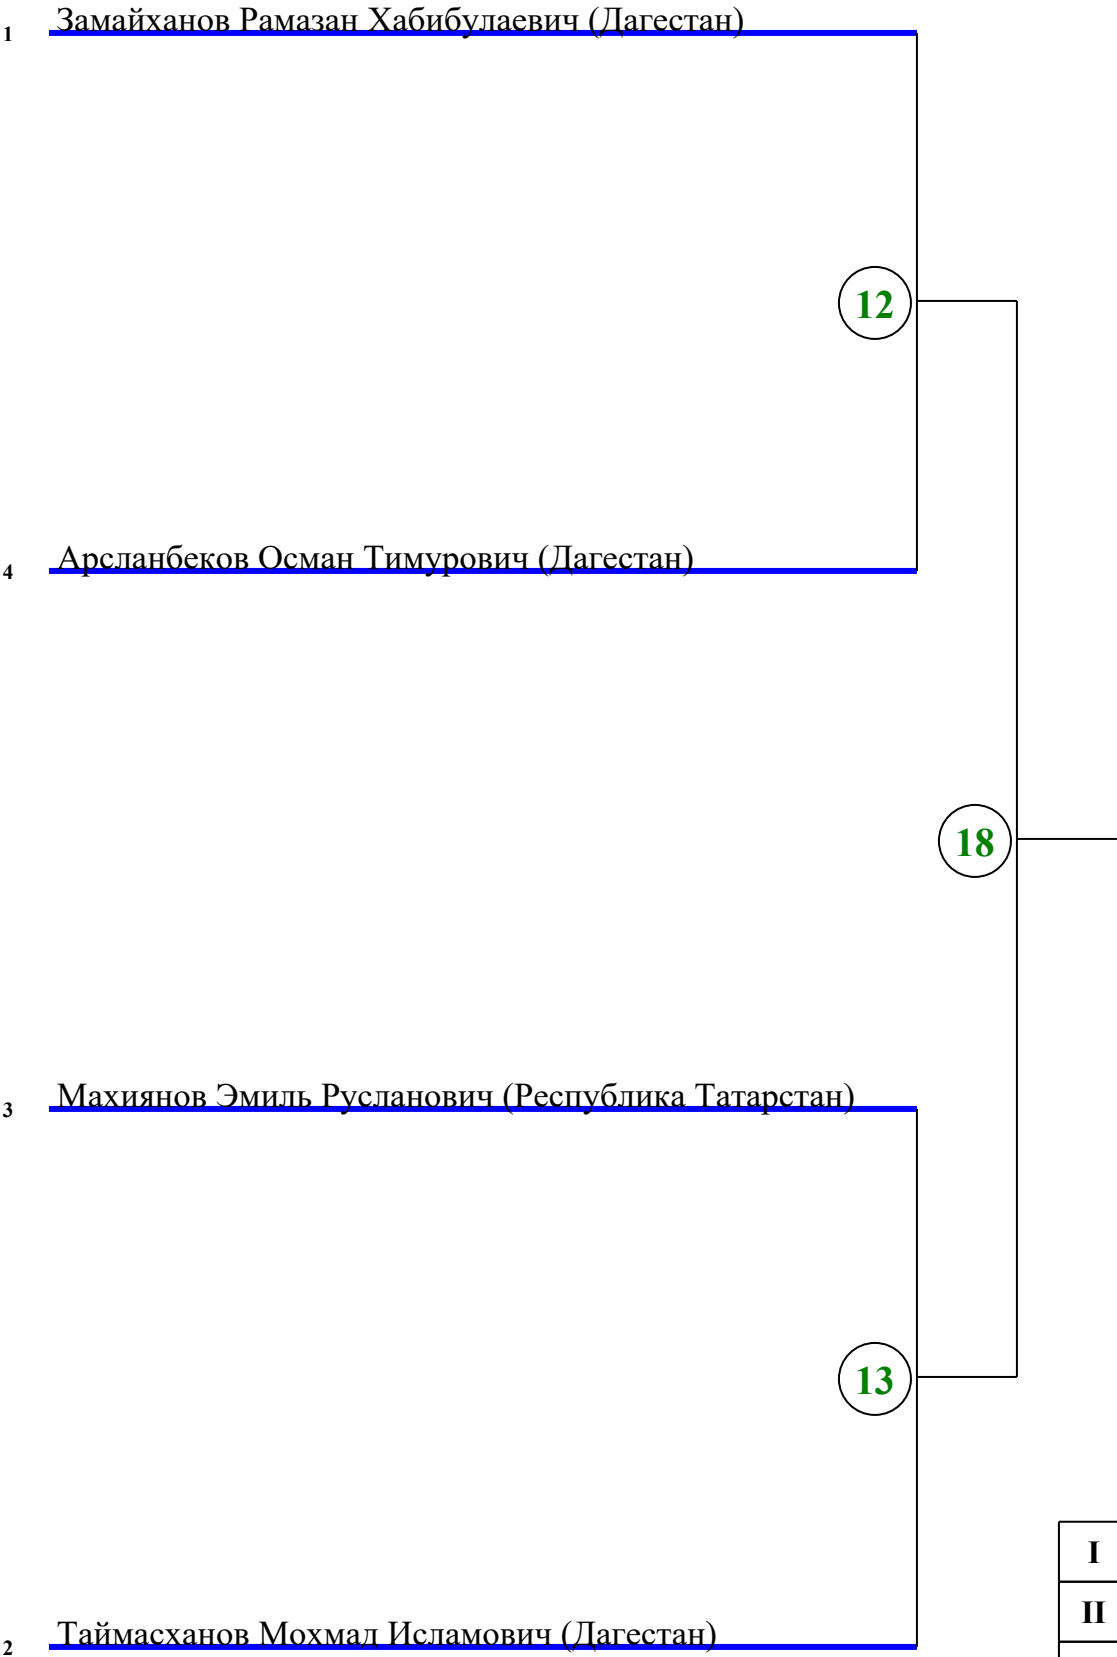 1 Замайханов Рамазан Хабибулаевич (Дагестан)
12
4 Арсланбеков Осман Тимурович (Дагестан)
18
3 Махиянов Эмиль Русланович (Республика Татарстан)
13
I
II
2 Таймасханов Мохмад Исламович (Дагестан)